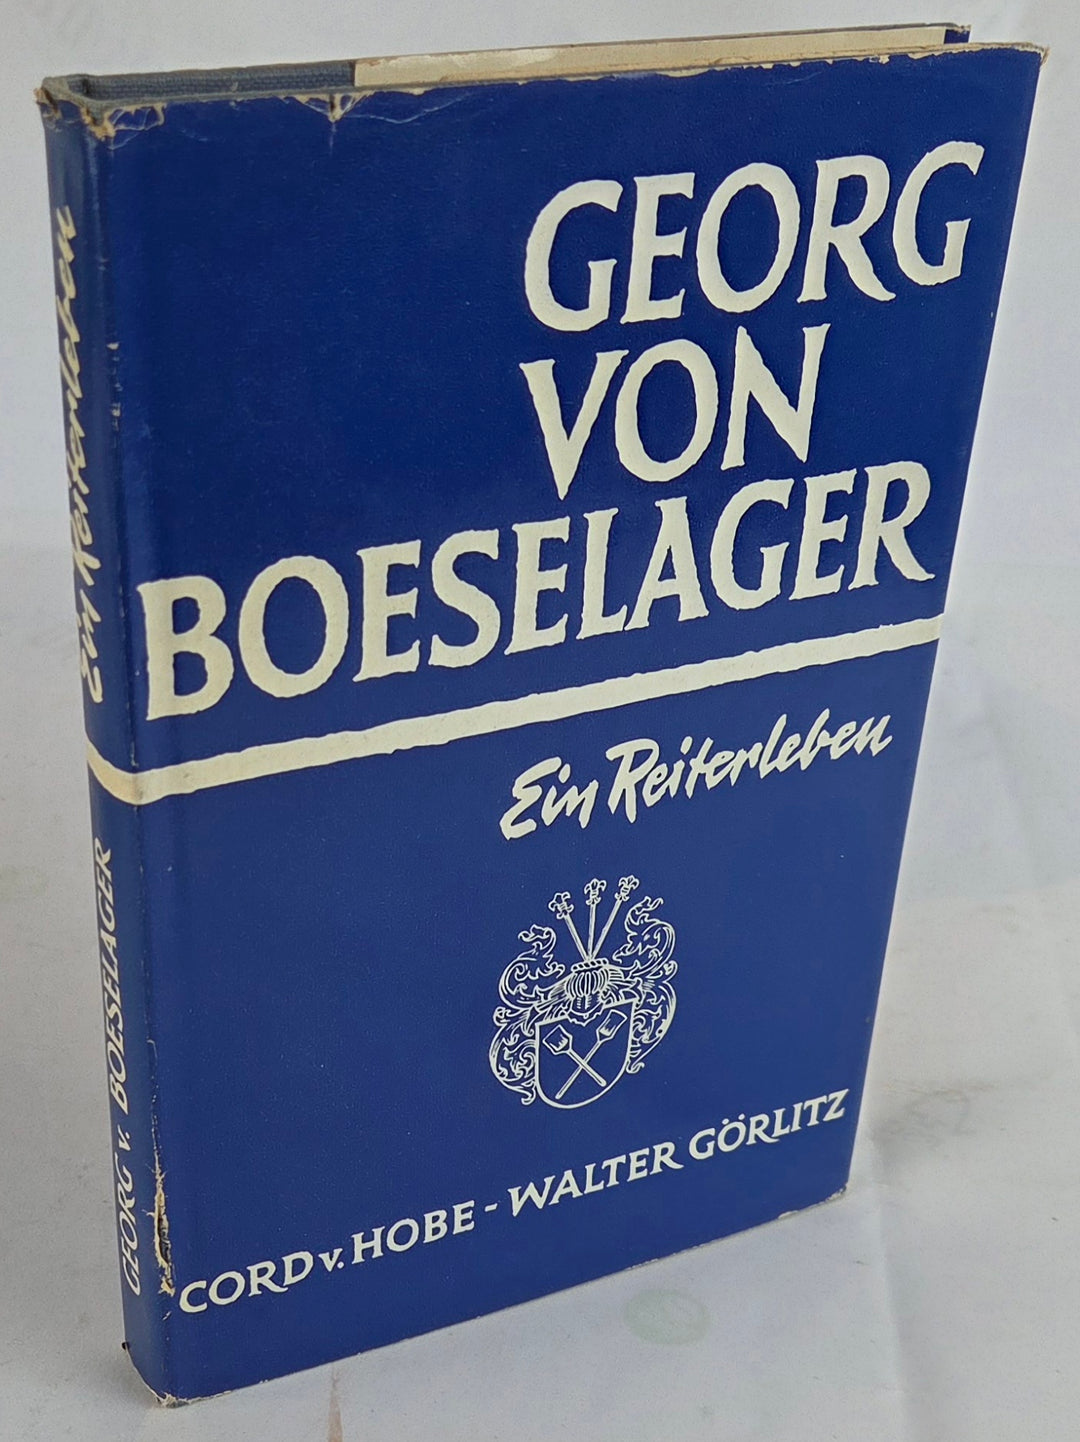 GEORG
VON
BOESELAGER
Ein Reiterleben
CORD v. HOBE - WALTER GÖRLITZ
Ein Reiterleben
GEORG v. BOESELAGER